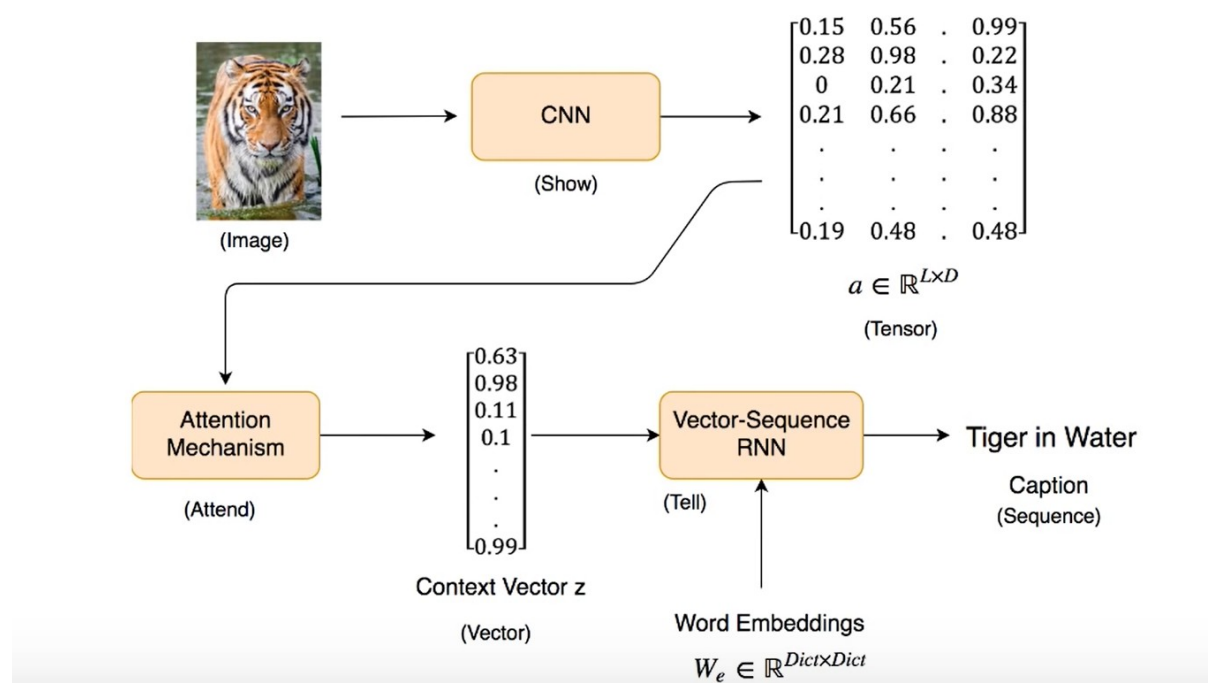 CNN
(Show)
(Image)
0.15 0.56 . 0.99
0.28 0.98 . 0.22
0 0.21 . 0.34
0.21 0.66 . 0.88
. . . .
. . . .
. . . .
0.19 0.48 . 0.48
a ∈ ℝ^{L×D}
(Tensor)
Attention
Mechanism
(Attend)
0.63
0.98
0.11
0.1
.
.
.
0.99
Context Vector z
(Vector)
Vector-Sequence
RNN
(Tell)
Word Embeddings
W_e ∈ ℝ^{Dict×Dict}
Tiger in Water
Caption
(Sequence)